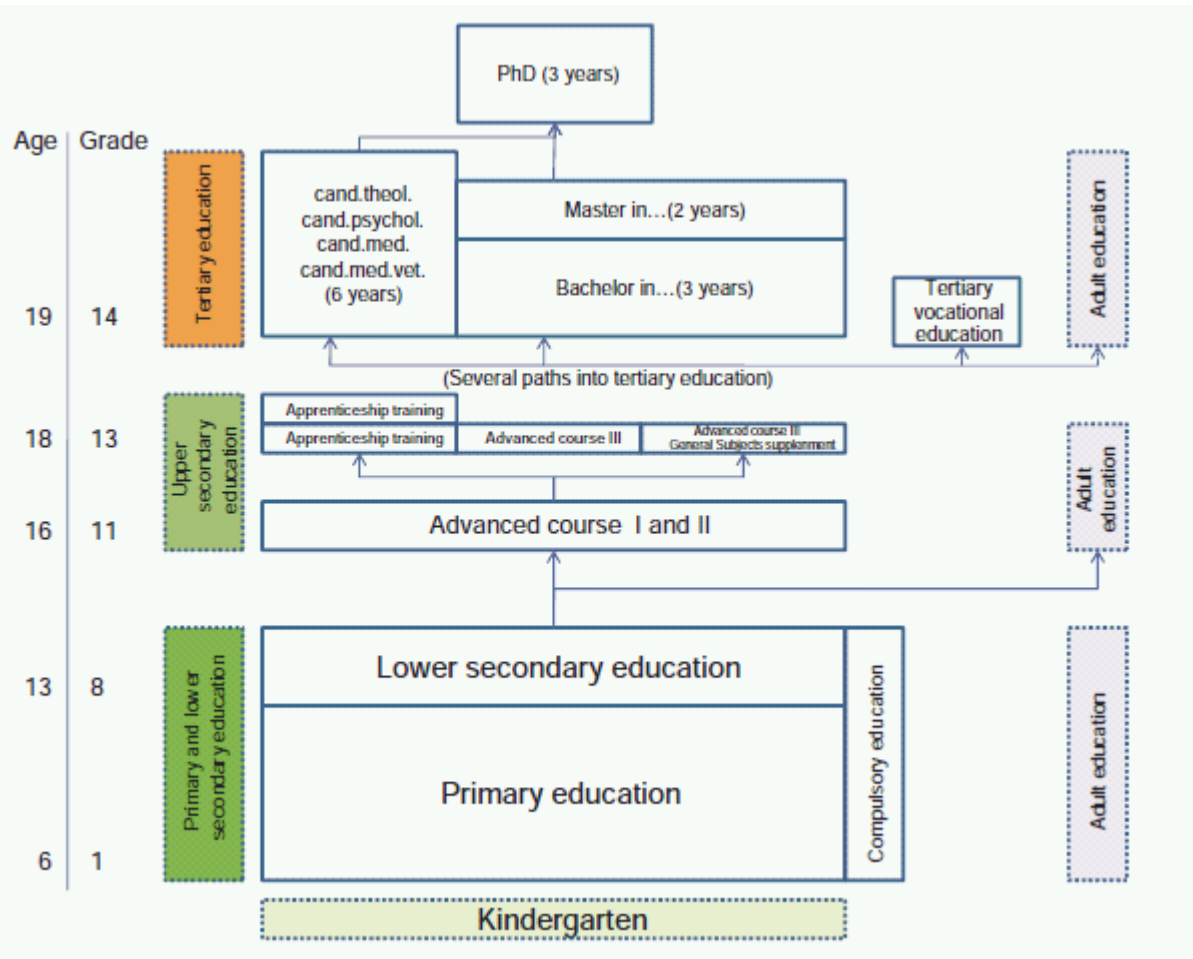 PhD (3 years)
Age
Grade
Tertiary education
cand.theol.
cand.psychol.
cand.med.
cand.med.vet.
(6 years)
Master in...(2 years)
Bachelor in...(3 years)
Tertiary
vocational
education
Adult education
19
14
(Several paths into tertiary education)
Upper
secondary
education
Apprenticeship training
18
13
Apprenticeship training
Advanced course III
Advanced course III
General Subjects supplenment
Adult
education
16
11
Advanced course I and II
Primary and lower
secondary education
Lower secondary education
13
8
Compulsory education
Adult education
Primary education
6
1
Kindergarten